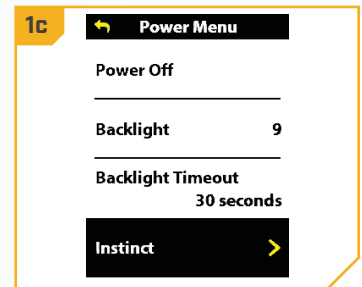 1c
Power Menu
Power Off
Backlight 9
Backlight Timeout
30 seconds
Instinct